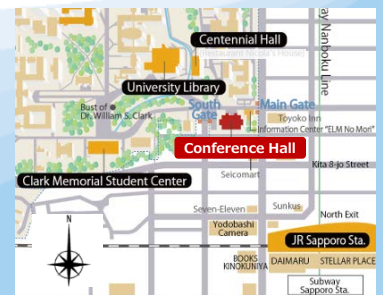 Centennial Hall
ay Nanboku Line
University Library
Bust of
Dr. William S. Clark
South
Gate
Main Gate
Toyoko Inn
Information Center "ELM No Mori"
Conference Hall
Kita 8-jo Street
Seicomart
Clark Memorial Student Center
Seven-Eleven
Sunkus
North Exit
N
Yodobashi
Camera
JR Sapporo Sta.
BOOKS
KINOKUNIYA
DAIMARU
STELLAR PLACE
Subway
Sapporo Sta.